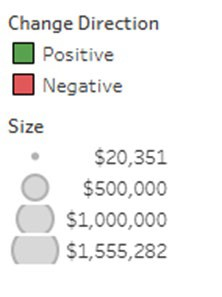 Change Direction
Positive
Negative
Size
$20,351
$500,000
$1,000,000
$1,555,282